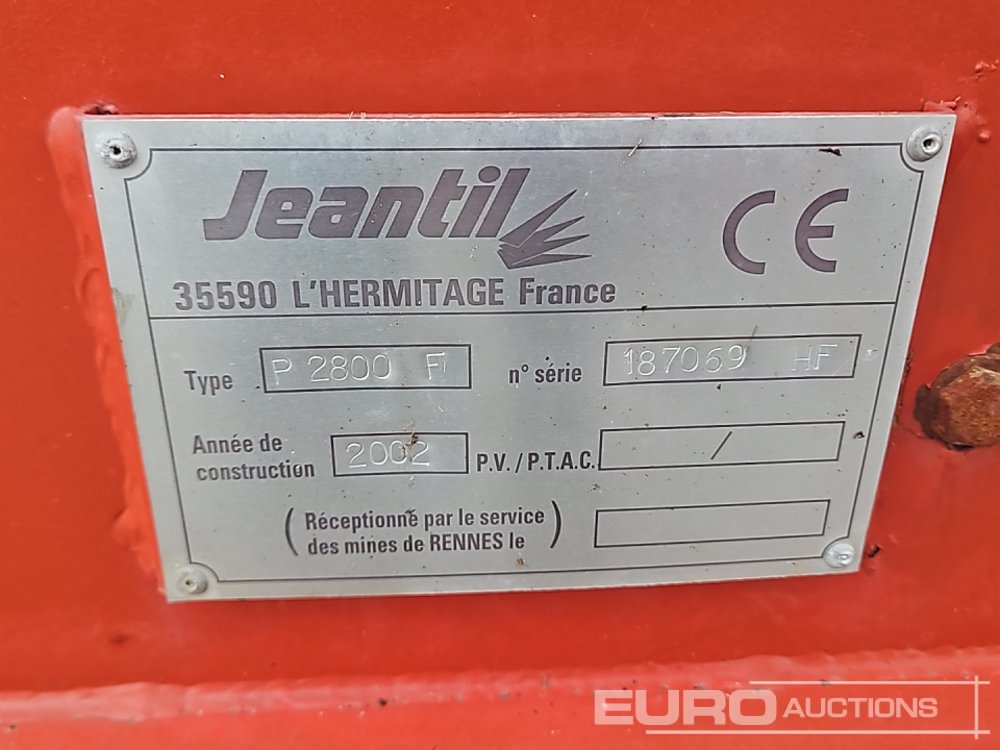 Jeantil CE
35590 L'HERMITAGE France
Type P 2800 F n° série 187069 HF
Année de construction 2002 P.V./P.T.A.C. /
(Réceptionné par le service
des mines de RENNES le)
EURO AUCTIONS